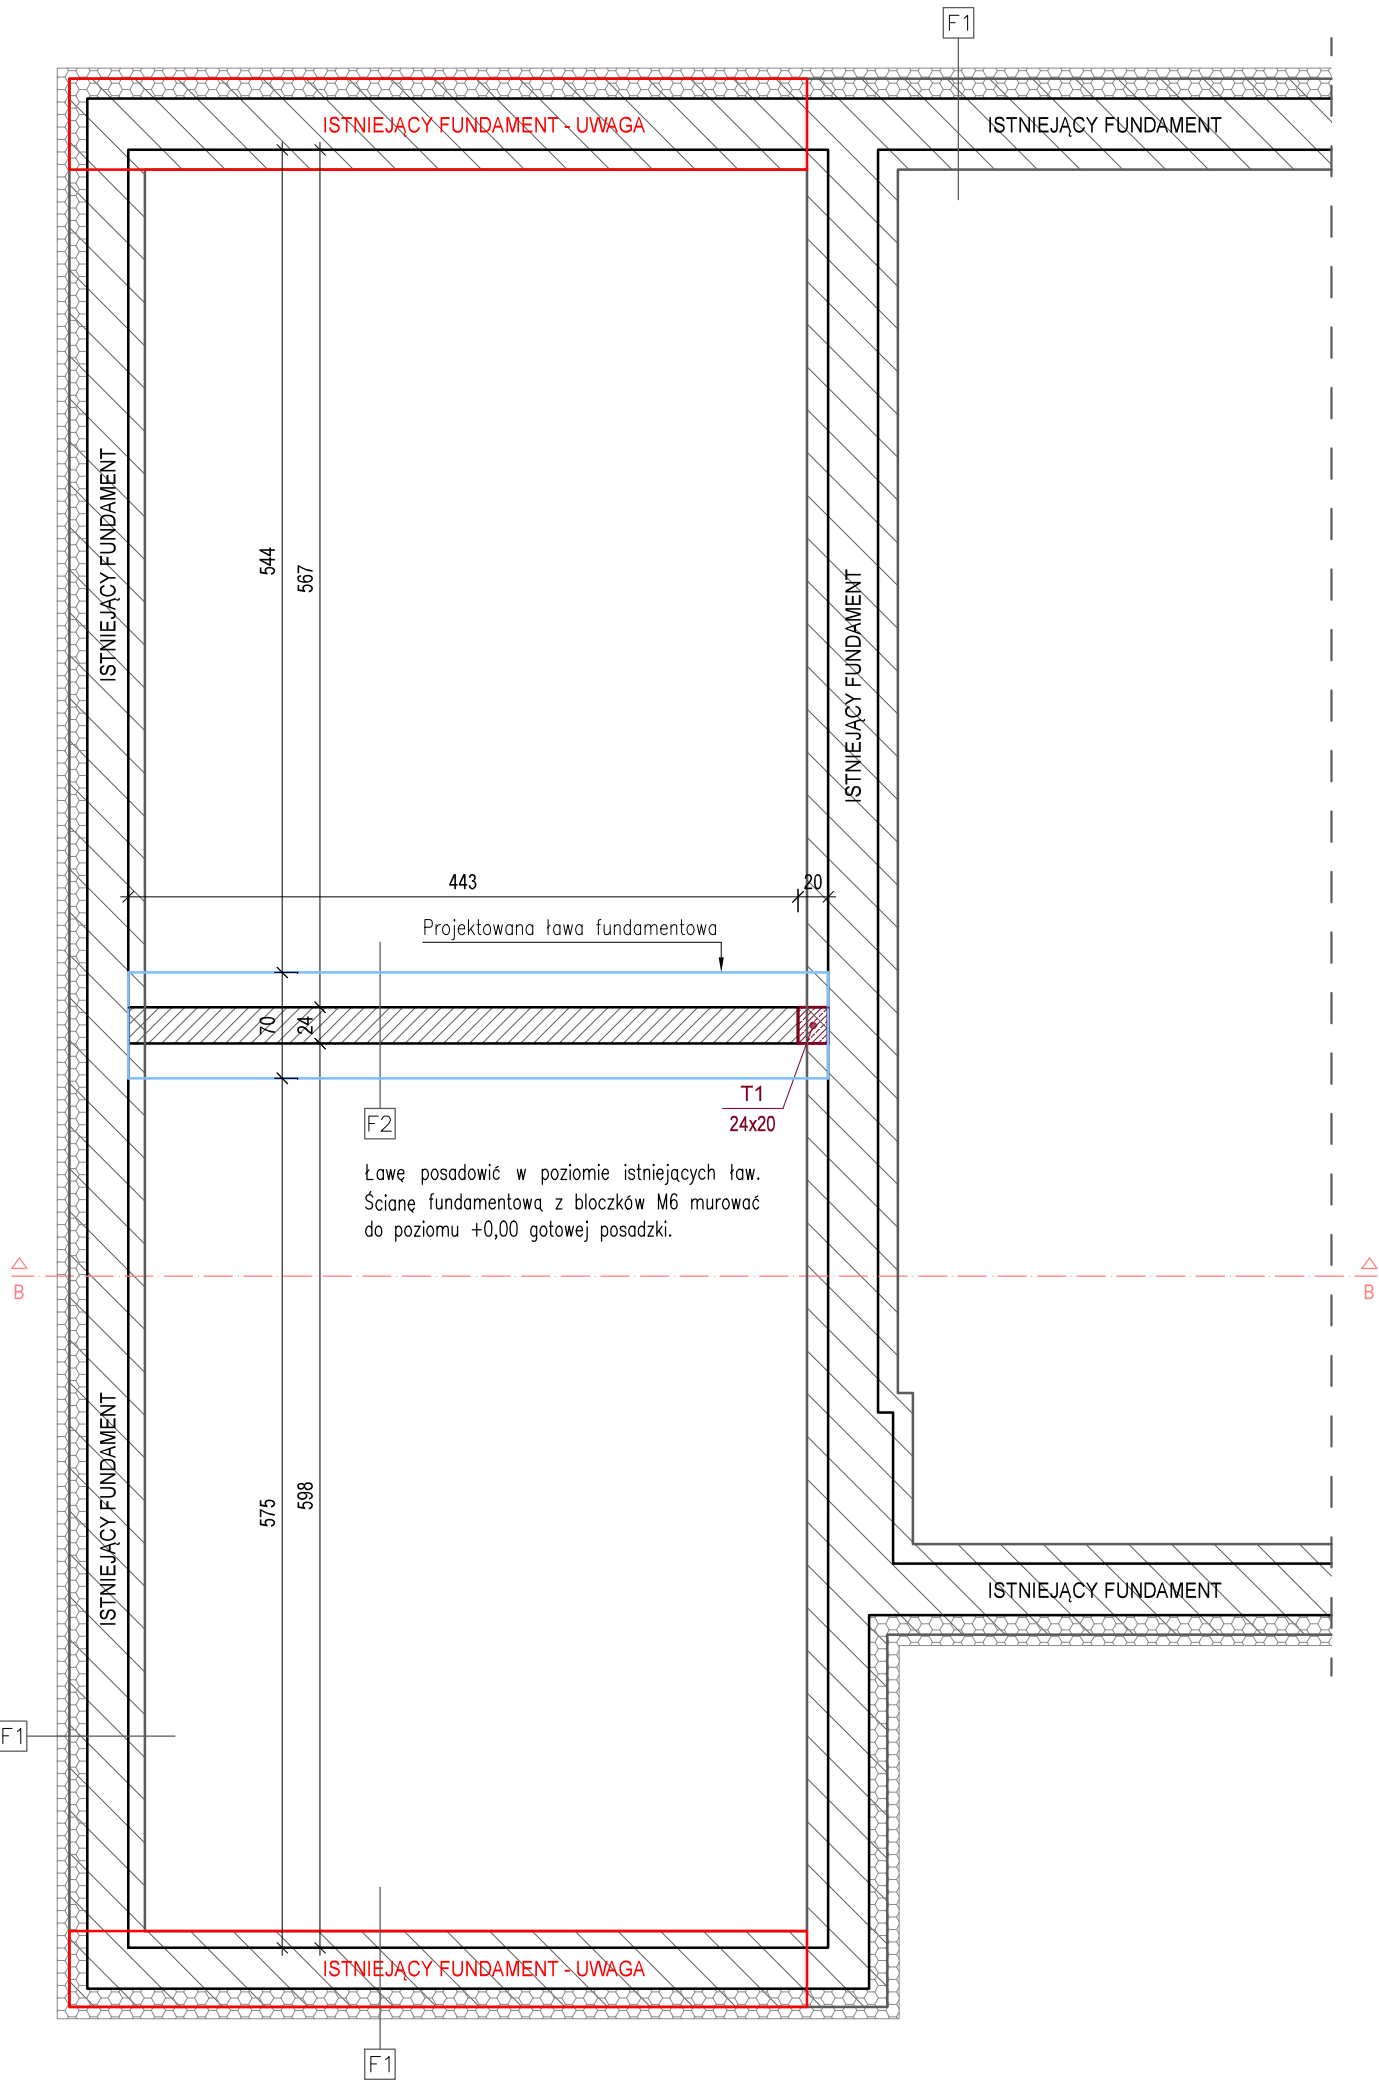 F1
ISTNIEJĄCY FUNDAMENT - UWAGA
ISTNIEJĄCY FUNDAMENT
ISTNIEJĄCY FUNDAMENT
544
567
ISTNIEJĄCY FUNDAMENT
443
20
Projektowana ława fundamentowa
70
24
T1
24x20
F2
Ławę posadowić w poziomie istniejących ław.
Ścianę fundamentową z bloczków M6 murować
do poziomu +0,00 gotowej posadzki.
B
B
ISTNIEJĄCY FUNDAMENT
575
598
ISTNIEJĄCY FUNDAMENT
F1
ISTNIEJĄCY FUNDAMENT - UWAGA
F1